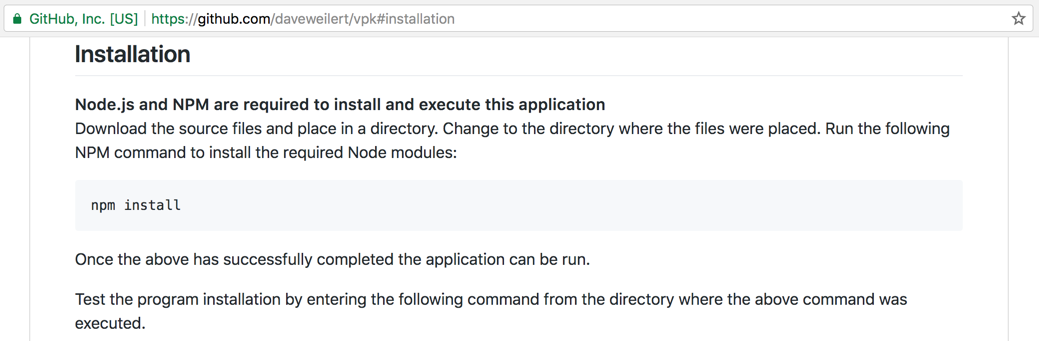 GitHub, Inc. [US] https://github.com/daveweilert/vpk#installation
Installation
Node.js and NPM are required to install and execute this application
Download the source files and place in a directory. Change to the directory where the files were placed. Run the following
NPM command to install the required Node modules:
npm install
Once the above has successfully completed the application can be run.
Test the program installation by entering the following command from the directory where the above command was
executed.